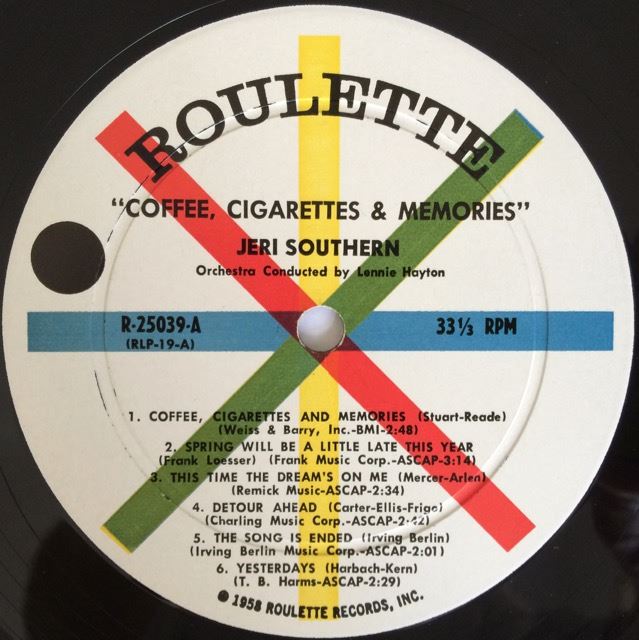 ROULETTE
"COFFEE, CIGARETTES & MEMORIES"
JERI SOUTHERN
Orchestra Conducted by Lennie Hayton
R-25039-A
(RLP-19-A)
33⅓ RPM
1. COFFEE, CIGARETTES AND MEMORIES (Stuart-Reade)
(Weiss & Barry, Inc.-BMI-2:48)
2. SPRING WILL BE A LITTLE LATE THIS YEAR
(Frank Loesser) (Frank Music Corp.-ASCAP-3:14)
3. THIS TIME THE DREAM'S ON ME (Mercer-Arlen)
(Remick Music-ASCAP-2:34)
4. DETOUR AHEAD (Carter-Ellis-Frigo)
(Charling Music Corp.-ASCAP-2:42)
5. THE SONG IS ENDED (Irving Berlin)
(Irving Berlin Music Corp.-ASCAP-2:01)
6. YESTERDAYS (Harbach-Kern)
(T. B. Harms-ASCAP-2:29)
1958 ROULETTE RECORDS, INC.